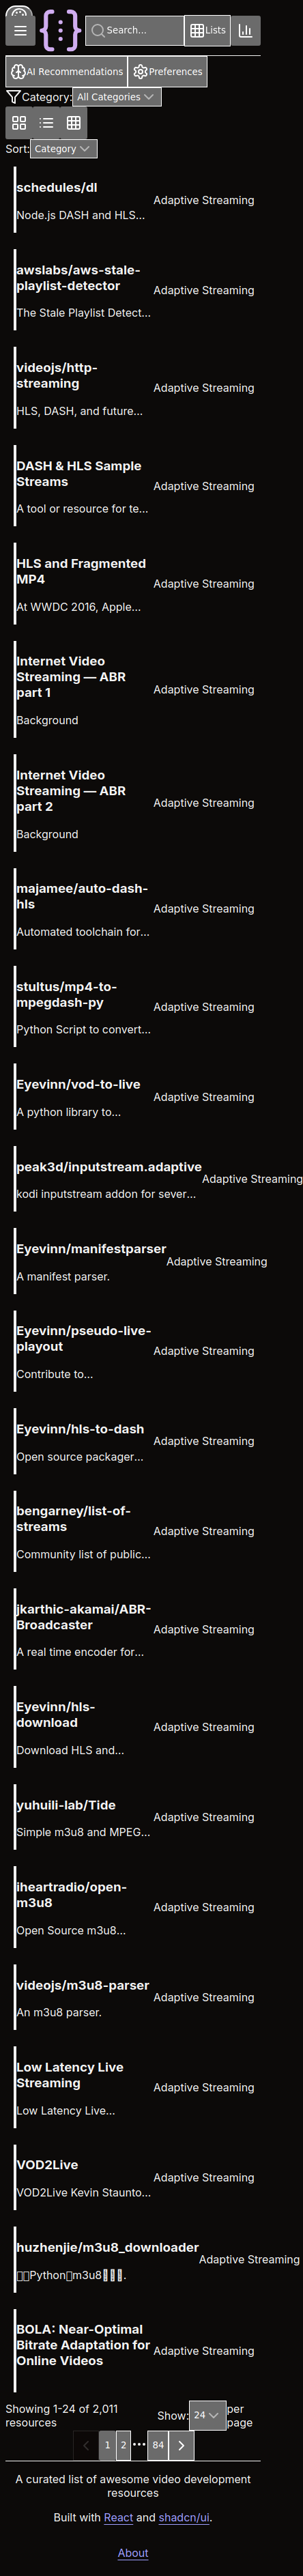 Search...
Lists
AI Recommendations
Preferences
Category:
All Categories
Sort:
Category
schedules/dl
Node.js DASH and HLS...
Adaptive Streaming
awslabs/aws-stale-
playlist-detector
The Stale Playlist Detect...
Adaptive Streaming
videojs/http-
streaming
HLS, DASH, and future...
Adaptive Streaming
DASH & HLS Sample
Streams
A tool or resource for te...
Adaptive Streaming
HLS and Fragmented
MP4
At WWDC 2016, Apple...
Adaptive Streaming
Internet Video
Streaming — ABR
part 1
Background
Adaptive Streaming
Internet Video
Streaming — ABR
part 2
Background
Adaptive Streaming
majamee/auto-dash-
hls
Automated toolchain for...
Adaptive Streaming
stultus/mp4-to-
mpegdash-py
Python Script to convert...
Adaptive Streaming
Eyevinn/vod-to-live
A python library to...
Adaptive Streaming
peak3d/inputstream.adaptive
kodi inputstream addon for sever...
Adaptive Streaming
Eyevinn/manifestparser
A manifest parser.
Adaptive Streaming
Eyevinn/pseudo-live-
playout
Contribute to...
Adaptive Streaming
Eyevinn/hls-to-dash
Open source packager...
Adaptive Streaming
bengarney/list-of-
streams
Community list of public...
Adaptive Streaming
jkarthic-akamai/ABR-
Broadcaster
A real time encoder for...
Adaptive Streaming
Eyevinn/hls-
download
Download HLS and...
Adaptive Streaming
yuhuili-lab/Tide
Simple m3u8 and MPEG...
Adaptive Streaming
iheartradio/open-
m3u8
Open Source m3u8...
Adaptive Streaming
videojs/m3u8-parser
An m3u8 parser.
Adaptive Streaming
Low Latency Live
Streaming
Low Latency Live...
Adaptive Streaming
VOD2Live
VOD2Live Kevin Staunto...
Adaptive Streaming
huzhenjie/m3u8_downloader
Python m3u8
Adaptive Streaming
BOLA: Near-Optimal
Bitrate Adaptation for
Online Videos
Adaptive Streaming
Showing 1-24 of 2,011
resources
Show:
24
per
page
1
2
84
A curated list of awesome video development
resources
Built with React and shadcn/ui.
About